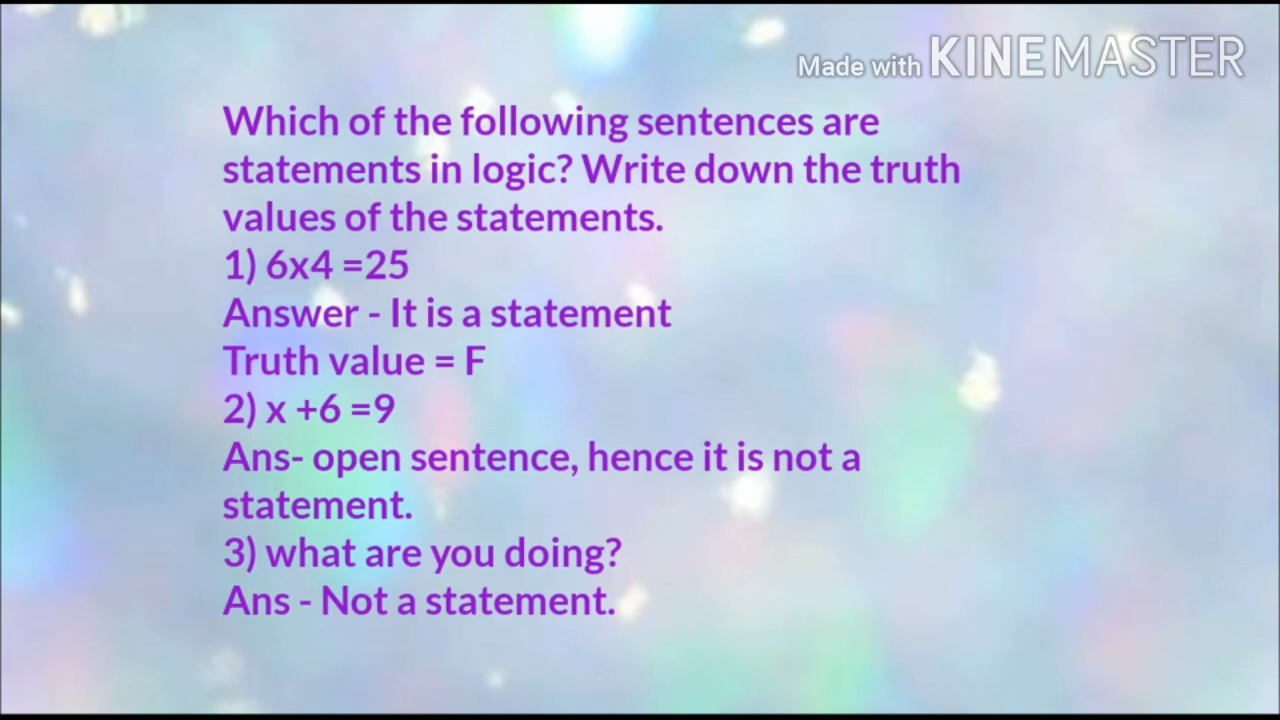 Made with KINEMASTER
Which of the following sentences are
statements in logic? Write down the truth
values of the statements.
1) 6x4 =25
Answer - It is a statement
Truth value = F
2) x +6 =9
Ans- open sentence, hence it is not a
statement.
3) what are you doing?
Ans - Not a statement.